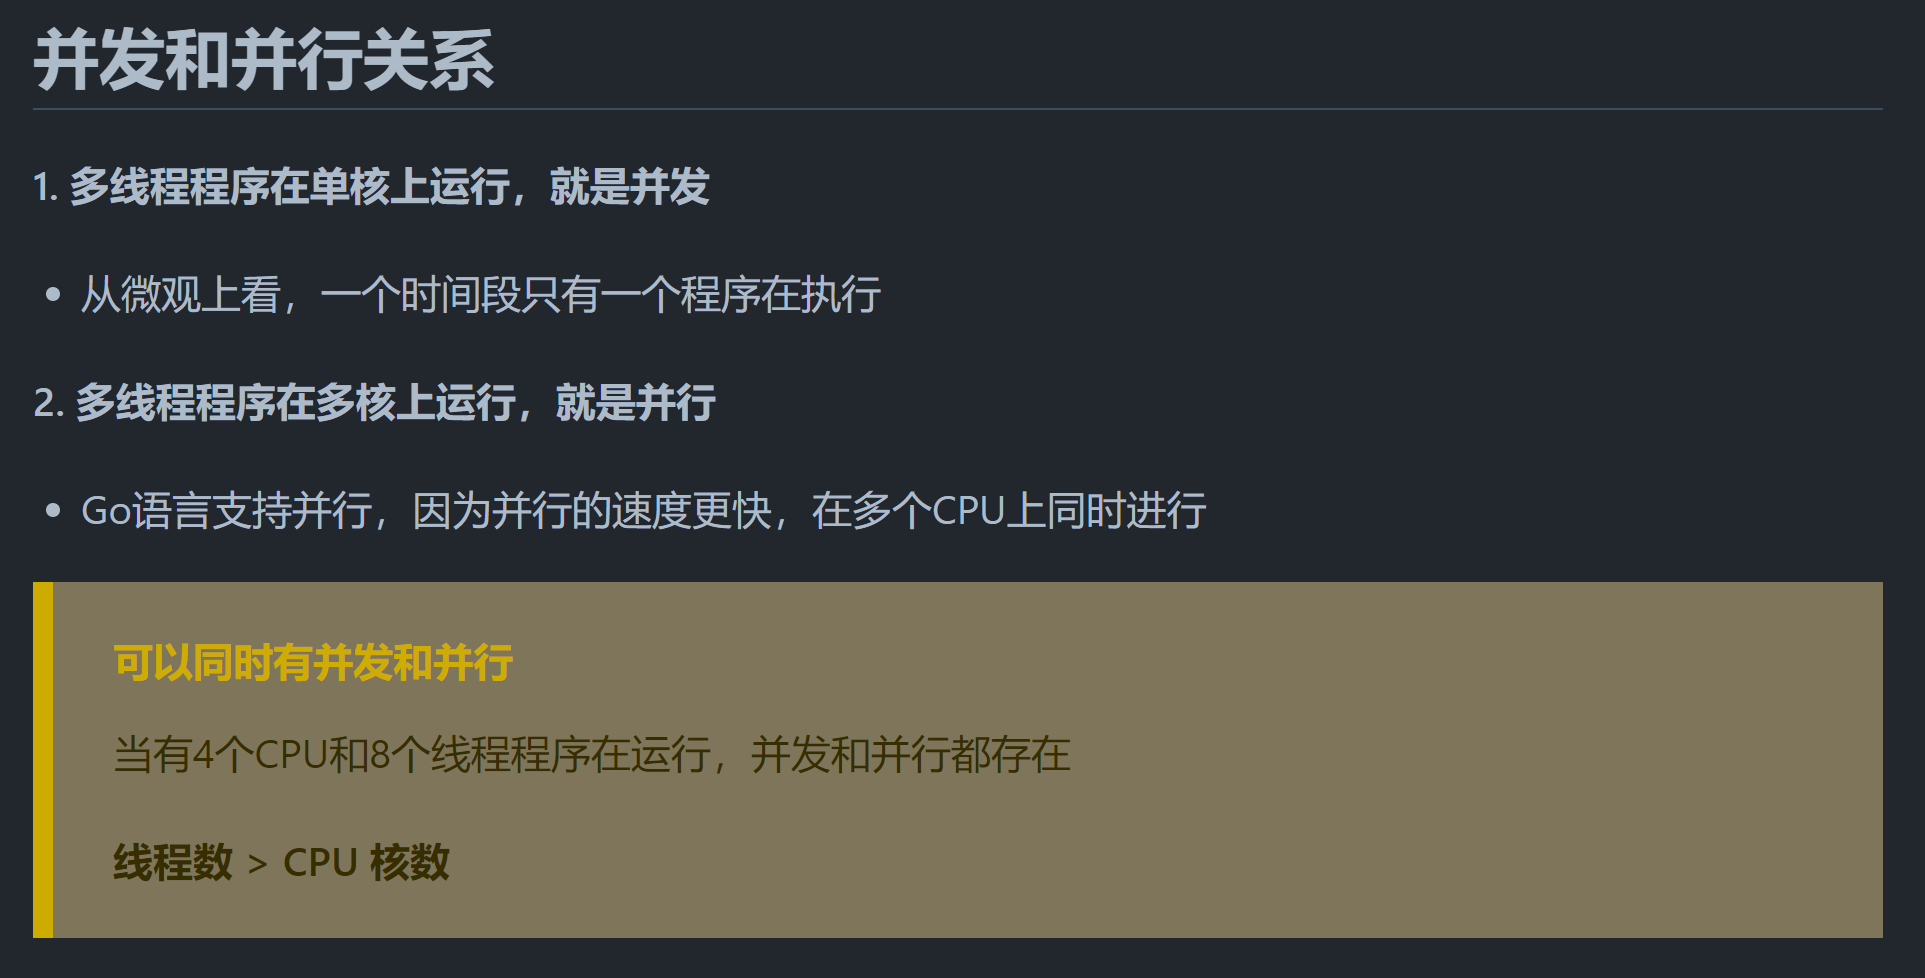 并发和并行关系
1. 多线程程序在单核上运行，就是并发
• 从微观上看，一个时间段只有一个程序在执行
2. 多线程程序在多核上运行，就是并行
• Go语言支持并行，因为并行的速度更快，在多个CPU上同时进行
可以同时有并发和并行
当有4个CPU和8个线程程序在运行，并发和并行都存在
线程数 > CPU 核数